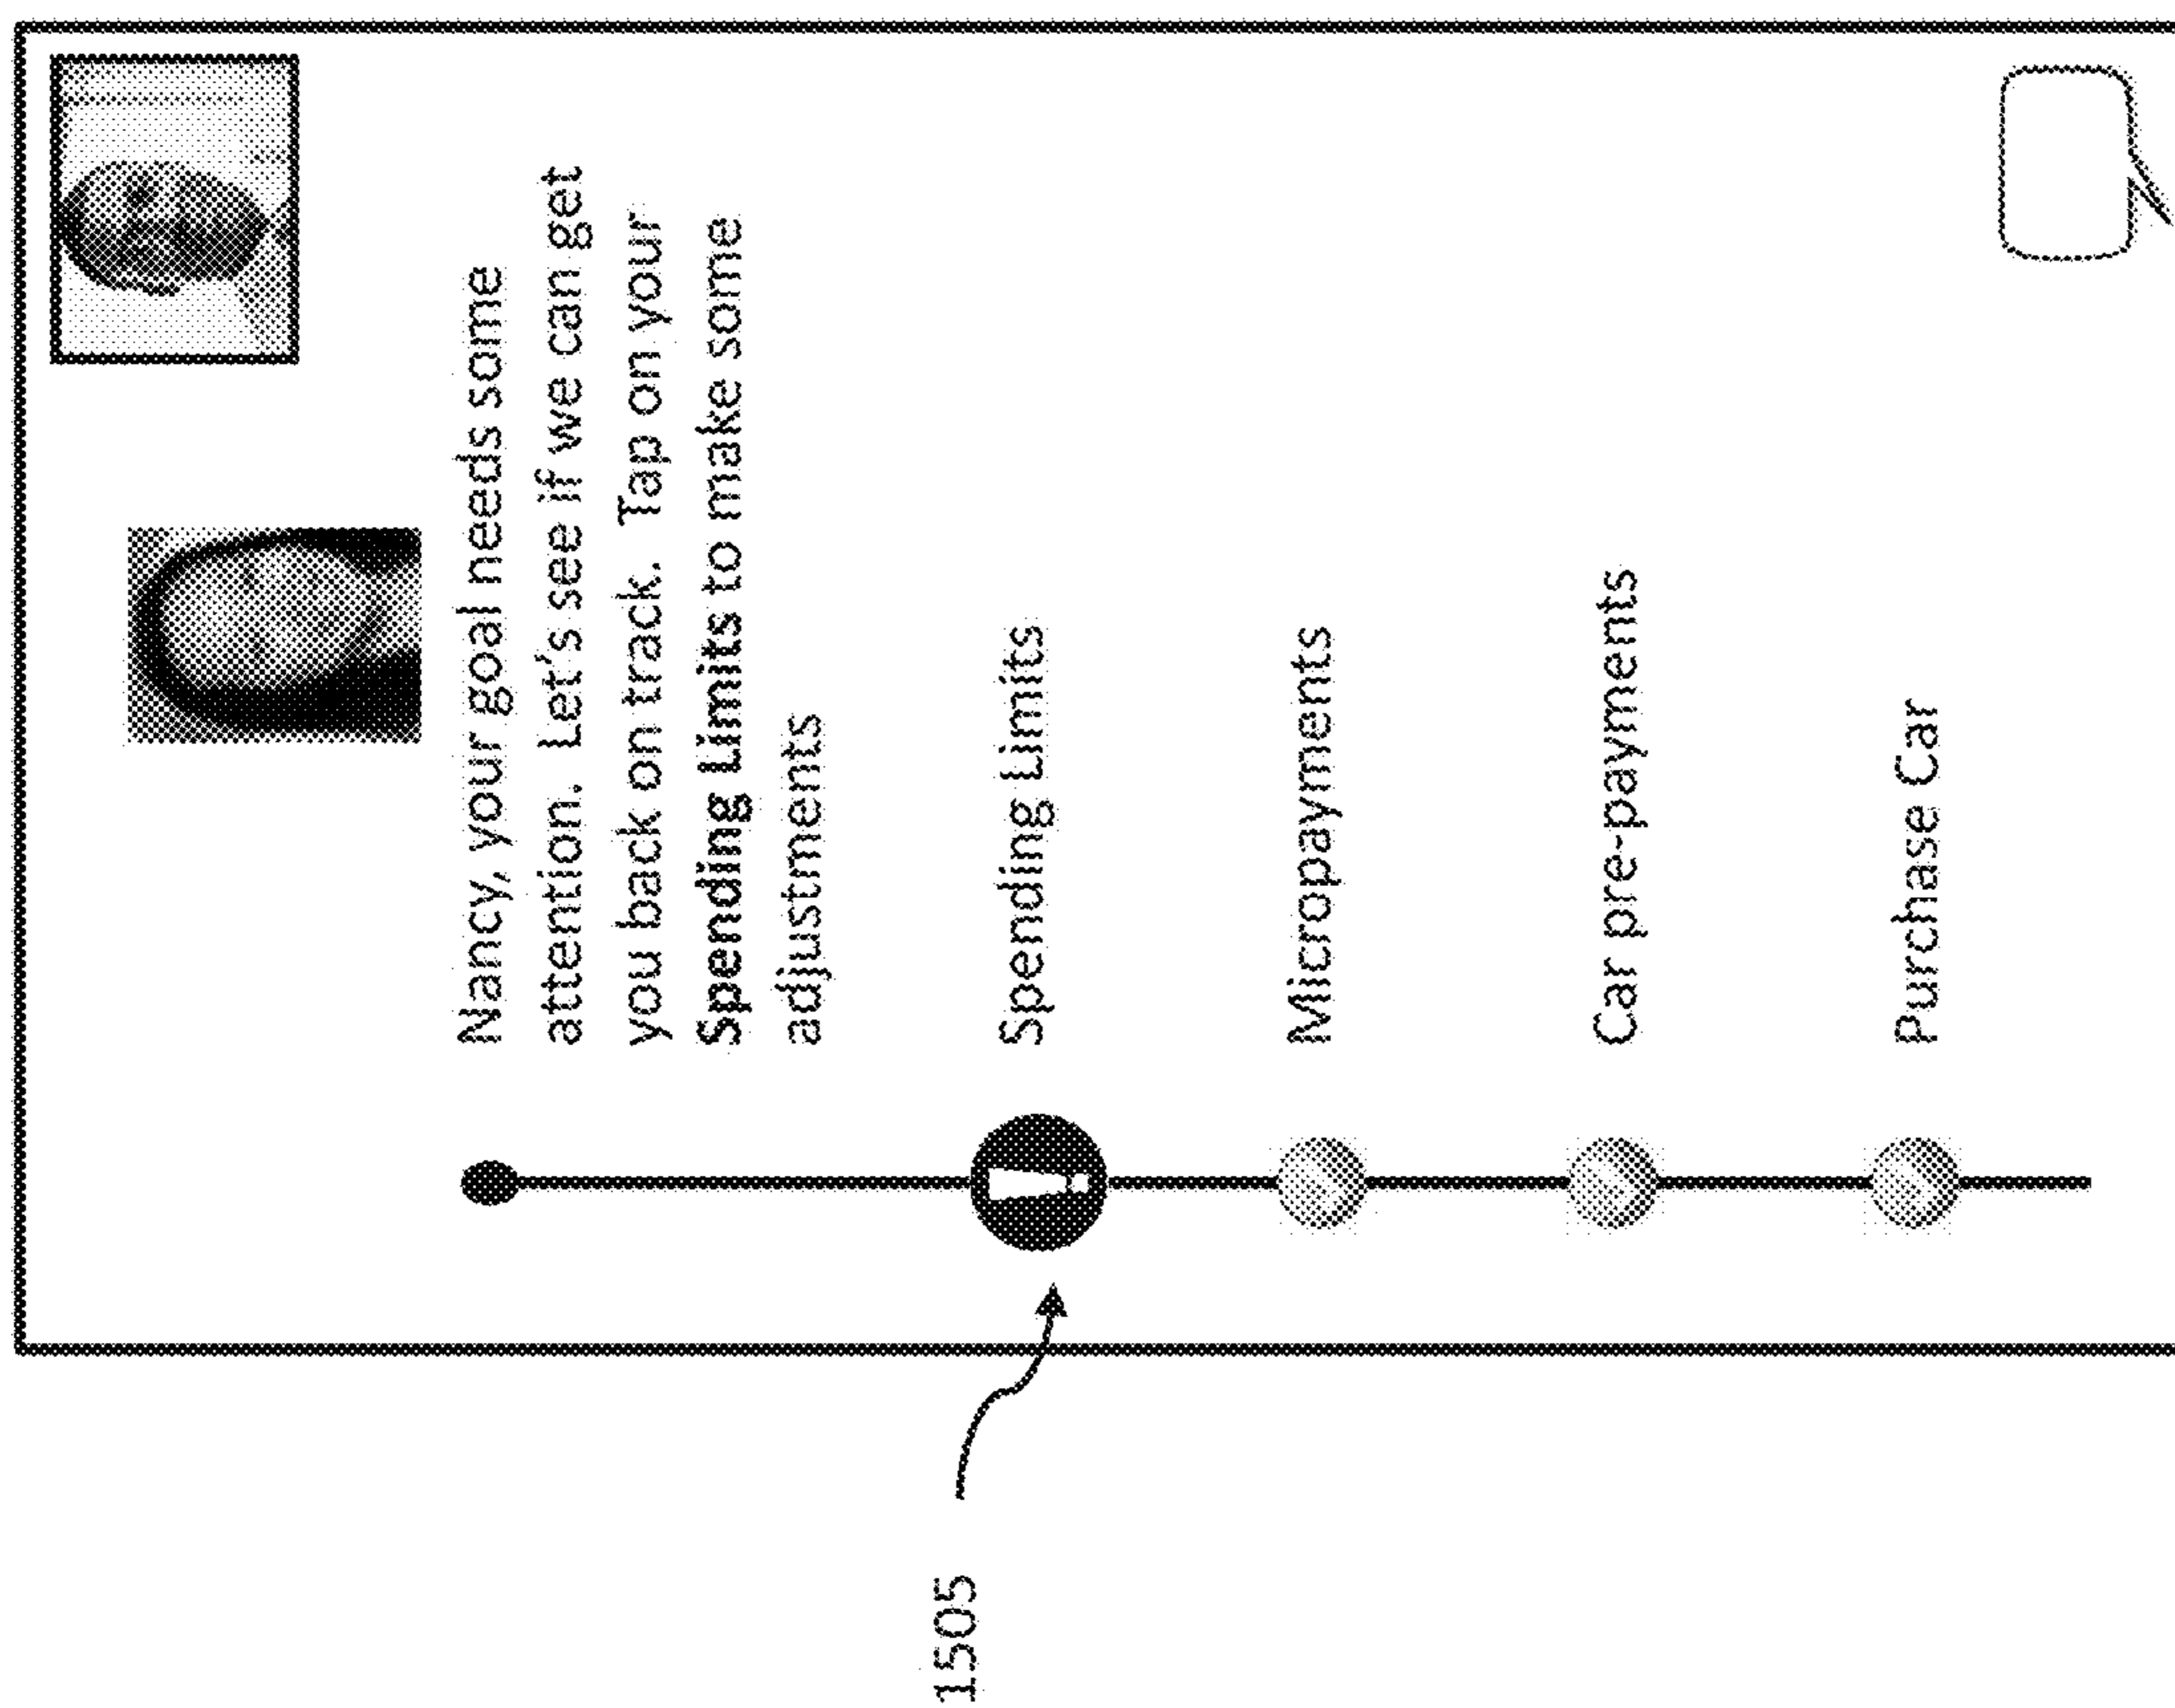 Nancy, your goal needs some
attention. Let's see if we can get
you back on track. Tap on your
Spending Limits to make some
adjustments
Spending Limits
Micropayments
Car pre-payments
Purchase Car
1505